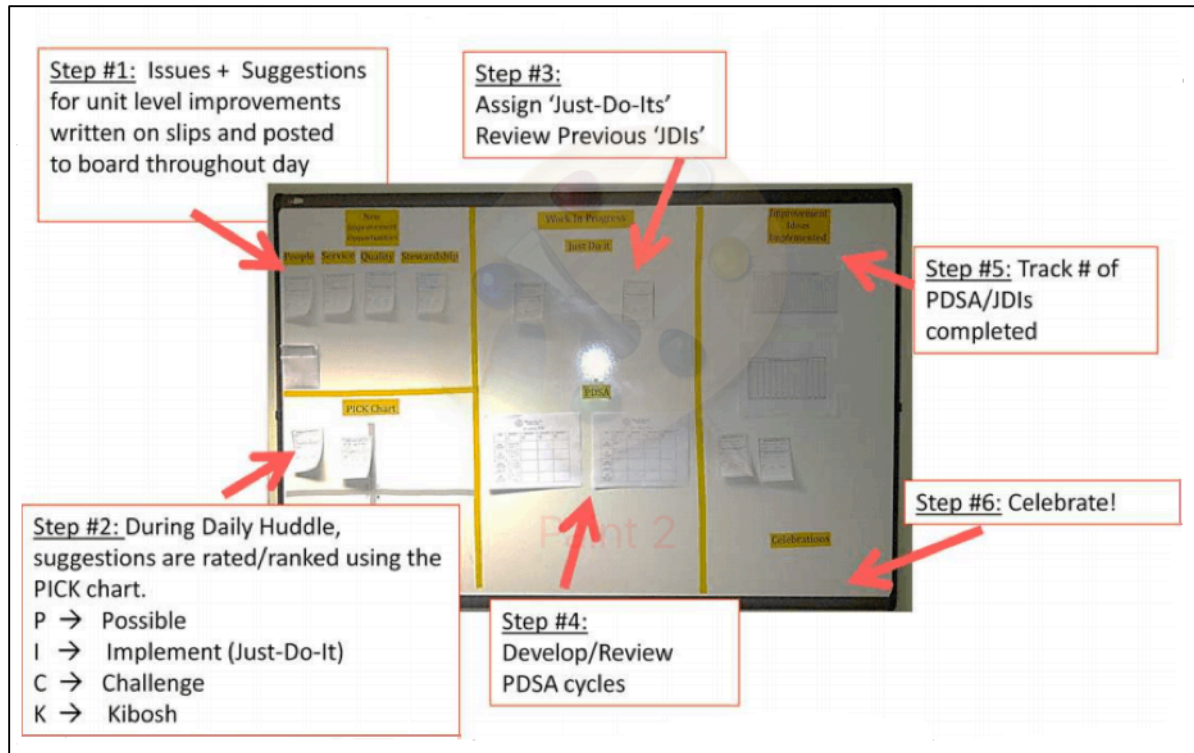 Step #1: Issues + Suggestions
for unit level improvements
written on slips and posted
to board throughout day
Step #3:
Assign ‘Just-Do-Its’
Review Previous ‘JDIs’
New
Improvement
Opportunities
People Service Quality Stewardship
Work In Progress
Just Do it
Improvement
Ideas
Implemented
Step #5: Track # of
PDSA/JDIs
completed
PICK Chart
PDSA
Celebrations
Step #2: During Daily Huddle,
suggestions are rated/ranked using the
PICK chart.
P → Possible
I → Implement (Just-Do-It)
C → Challenge
K → Kibosh
Step #4:
Develop/Review
PDSA cycles
Step #6: Celebrate!
Paint 2